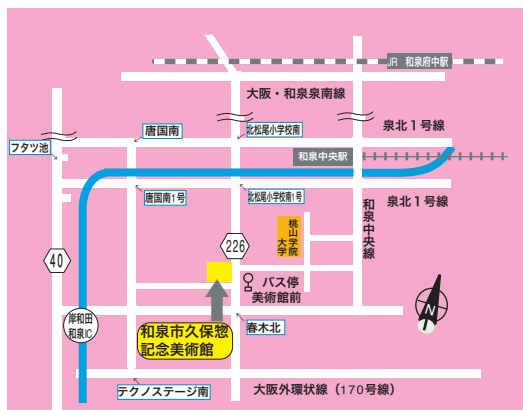 JR 和泉府中駅
大阪・和泉泉南線
唐国南
北松尾小学校南
泉北1号線
フタツ池
和泉中央駅
唐国南1号
北松尾小学校南1号
泉北1号線
桃山学院大学
和泉中央線
226
40
バス停
美術館前
岸和田
和泉IC
和泉市久保惣
記念美術館
春木北
テクノステージ南
大阪外環状線(170号線)
N